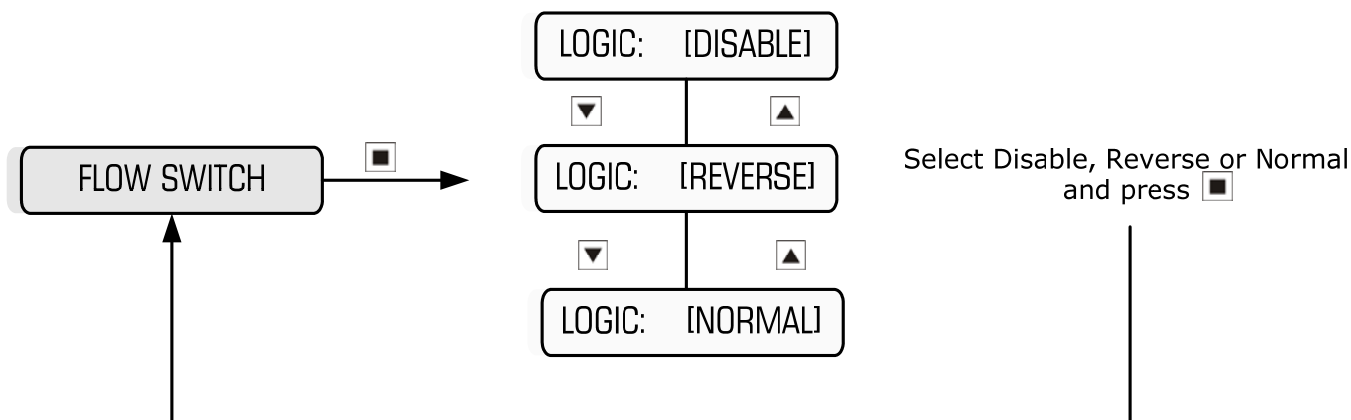 LOGIC: [DISABLE]
FLOW SWITCH
LOGIC: [REVERSE]
Select Disable, Reverse or Normal
and press
LOGIC: [NORMAL]